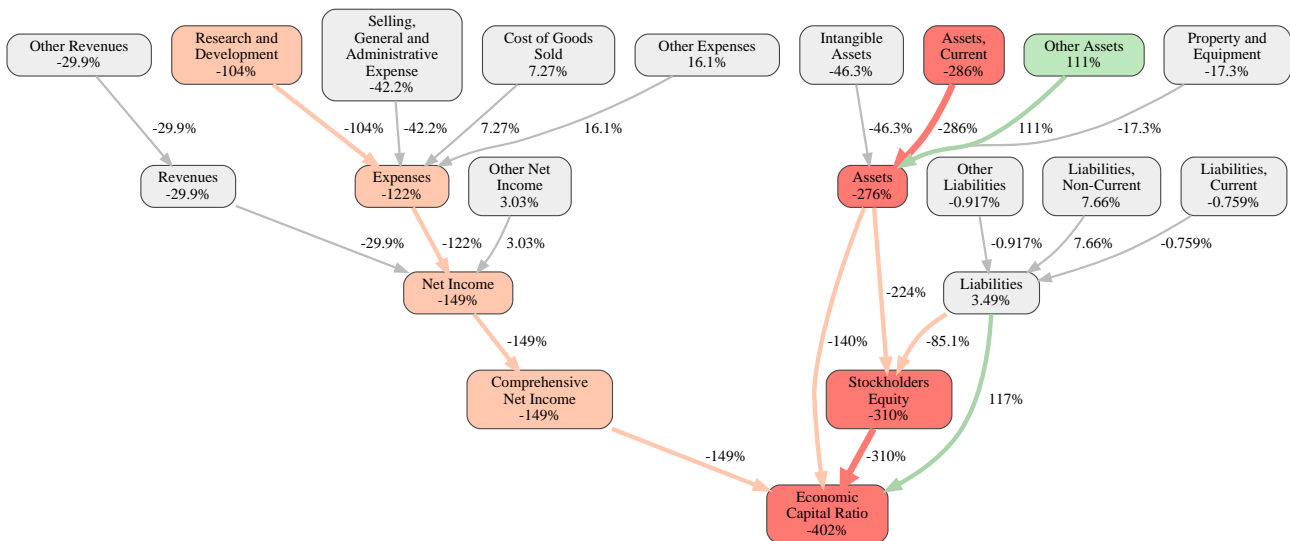 Other Revenues
-29.9%
Research and
Development
-104%
Selling,
General and
Administrative
Expense
-42.2%
Cost of Goods
Sold
7.27%
Other Expenses
16.1%
Intangible
Assets
-46.3%
Assets,
Current
-286%
Other Assets
111%
Property and
Equipment
-17.3%
-29.9%
-104%
-42.2%
7.27%
16.1%
-46.3%
-286%
111%
-17.3%
Revenues
-29.9%
Expenses
-122%
Other Net
Income
3.03%
Assets
-276%
Other
Liabilities
-0.917%
Liabilities,
Non-Current
7.66%
Liabilities,
Current
-0.759%
-29.9%
-122%
3.03%
-0.917%
7.66%
-0.759%
Net Income
-149%
-224%
Liabilities
3.49%
-149%
-140%
-85.1%
Comprehensive
Net Income
-149%
Stockholders
Equity
-310%
117%
-149%
-310%
Economic
Capital Ratio
-402%